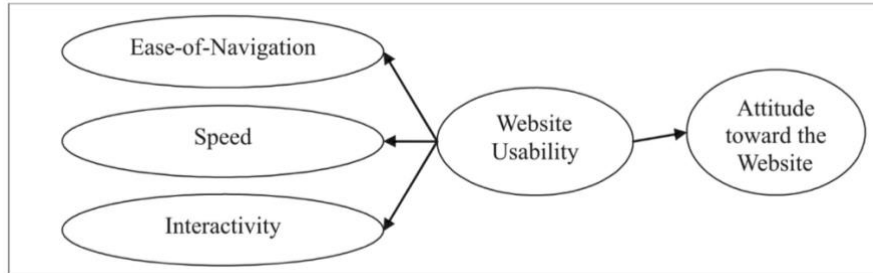 Ease-of-Navigation
Speed
Interactivity
Website
Usability
Attitude
toward the
Website